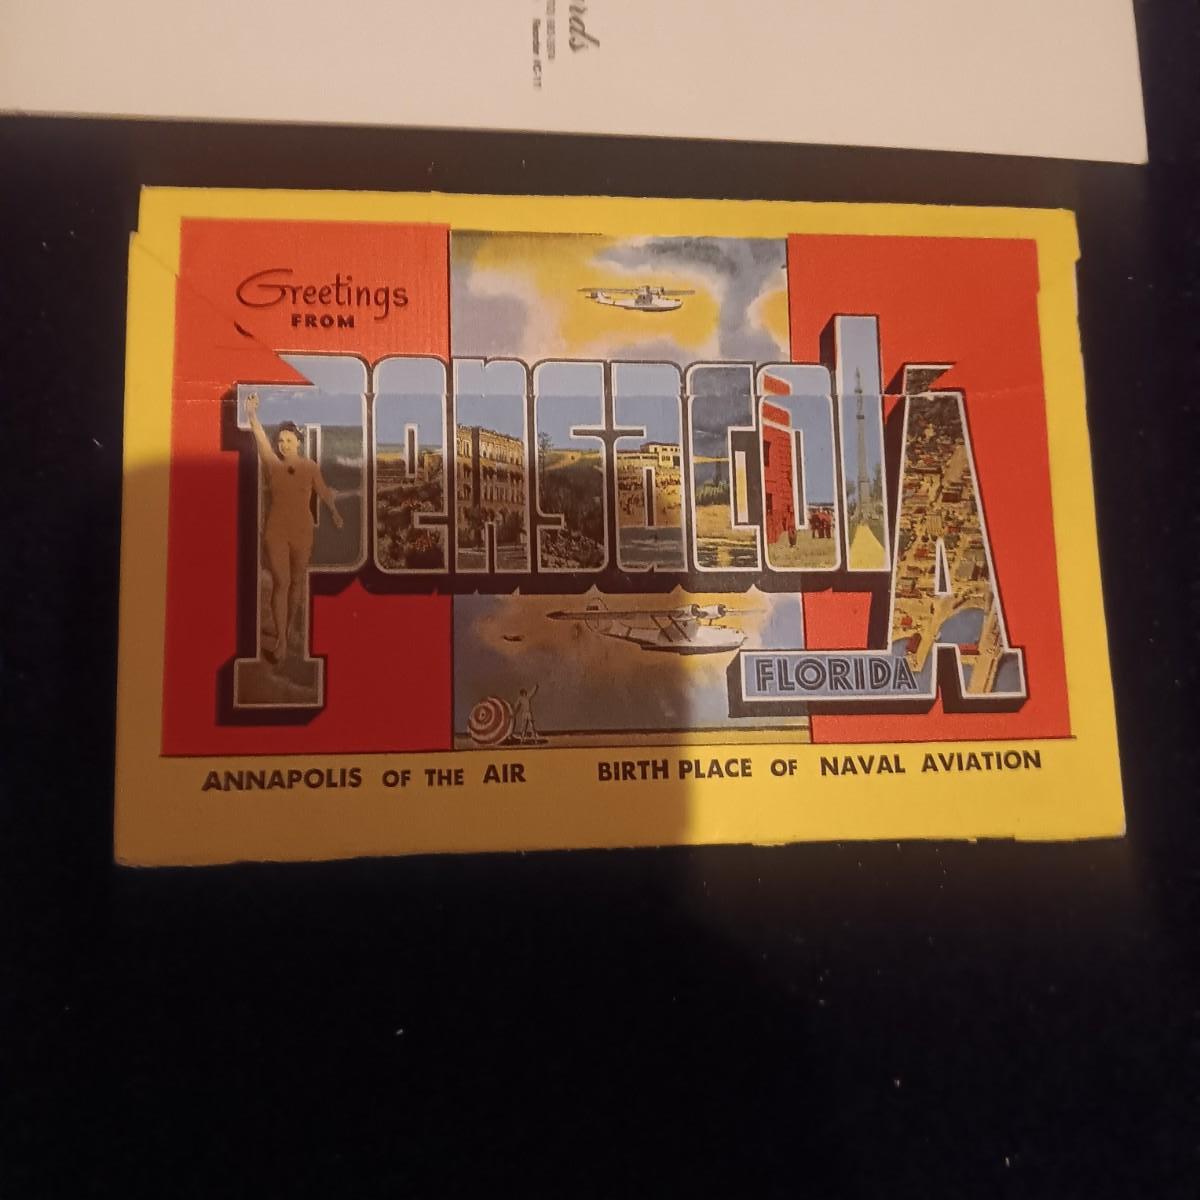 Greetings
FROM
PENSACOLA
FLORIDA
ANNAPOLIS OF THE AIR BIRTH PLACE OF NAVAL AVIATION